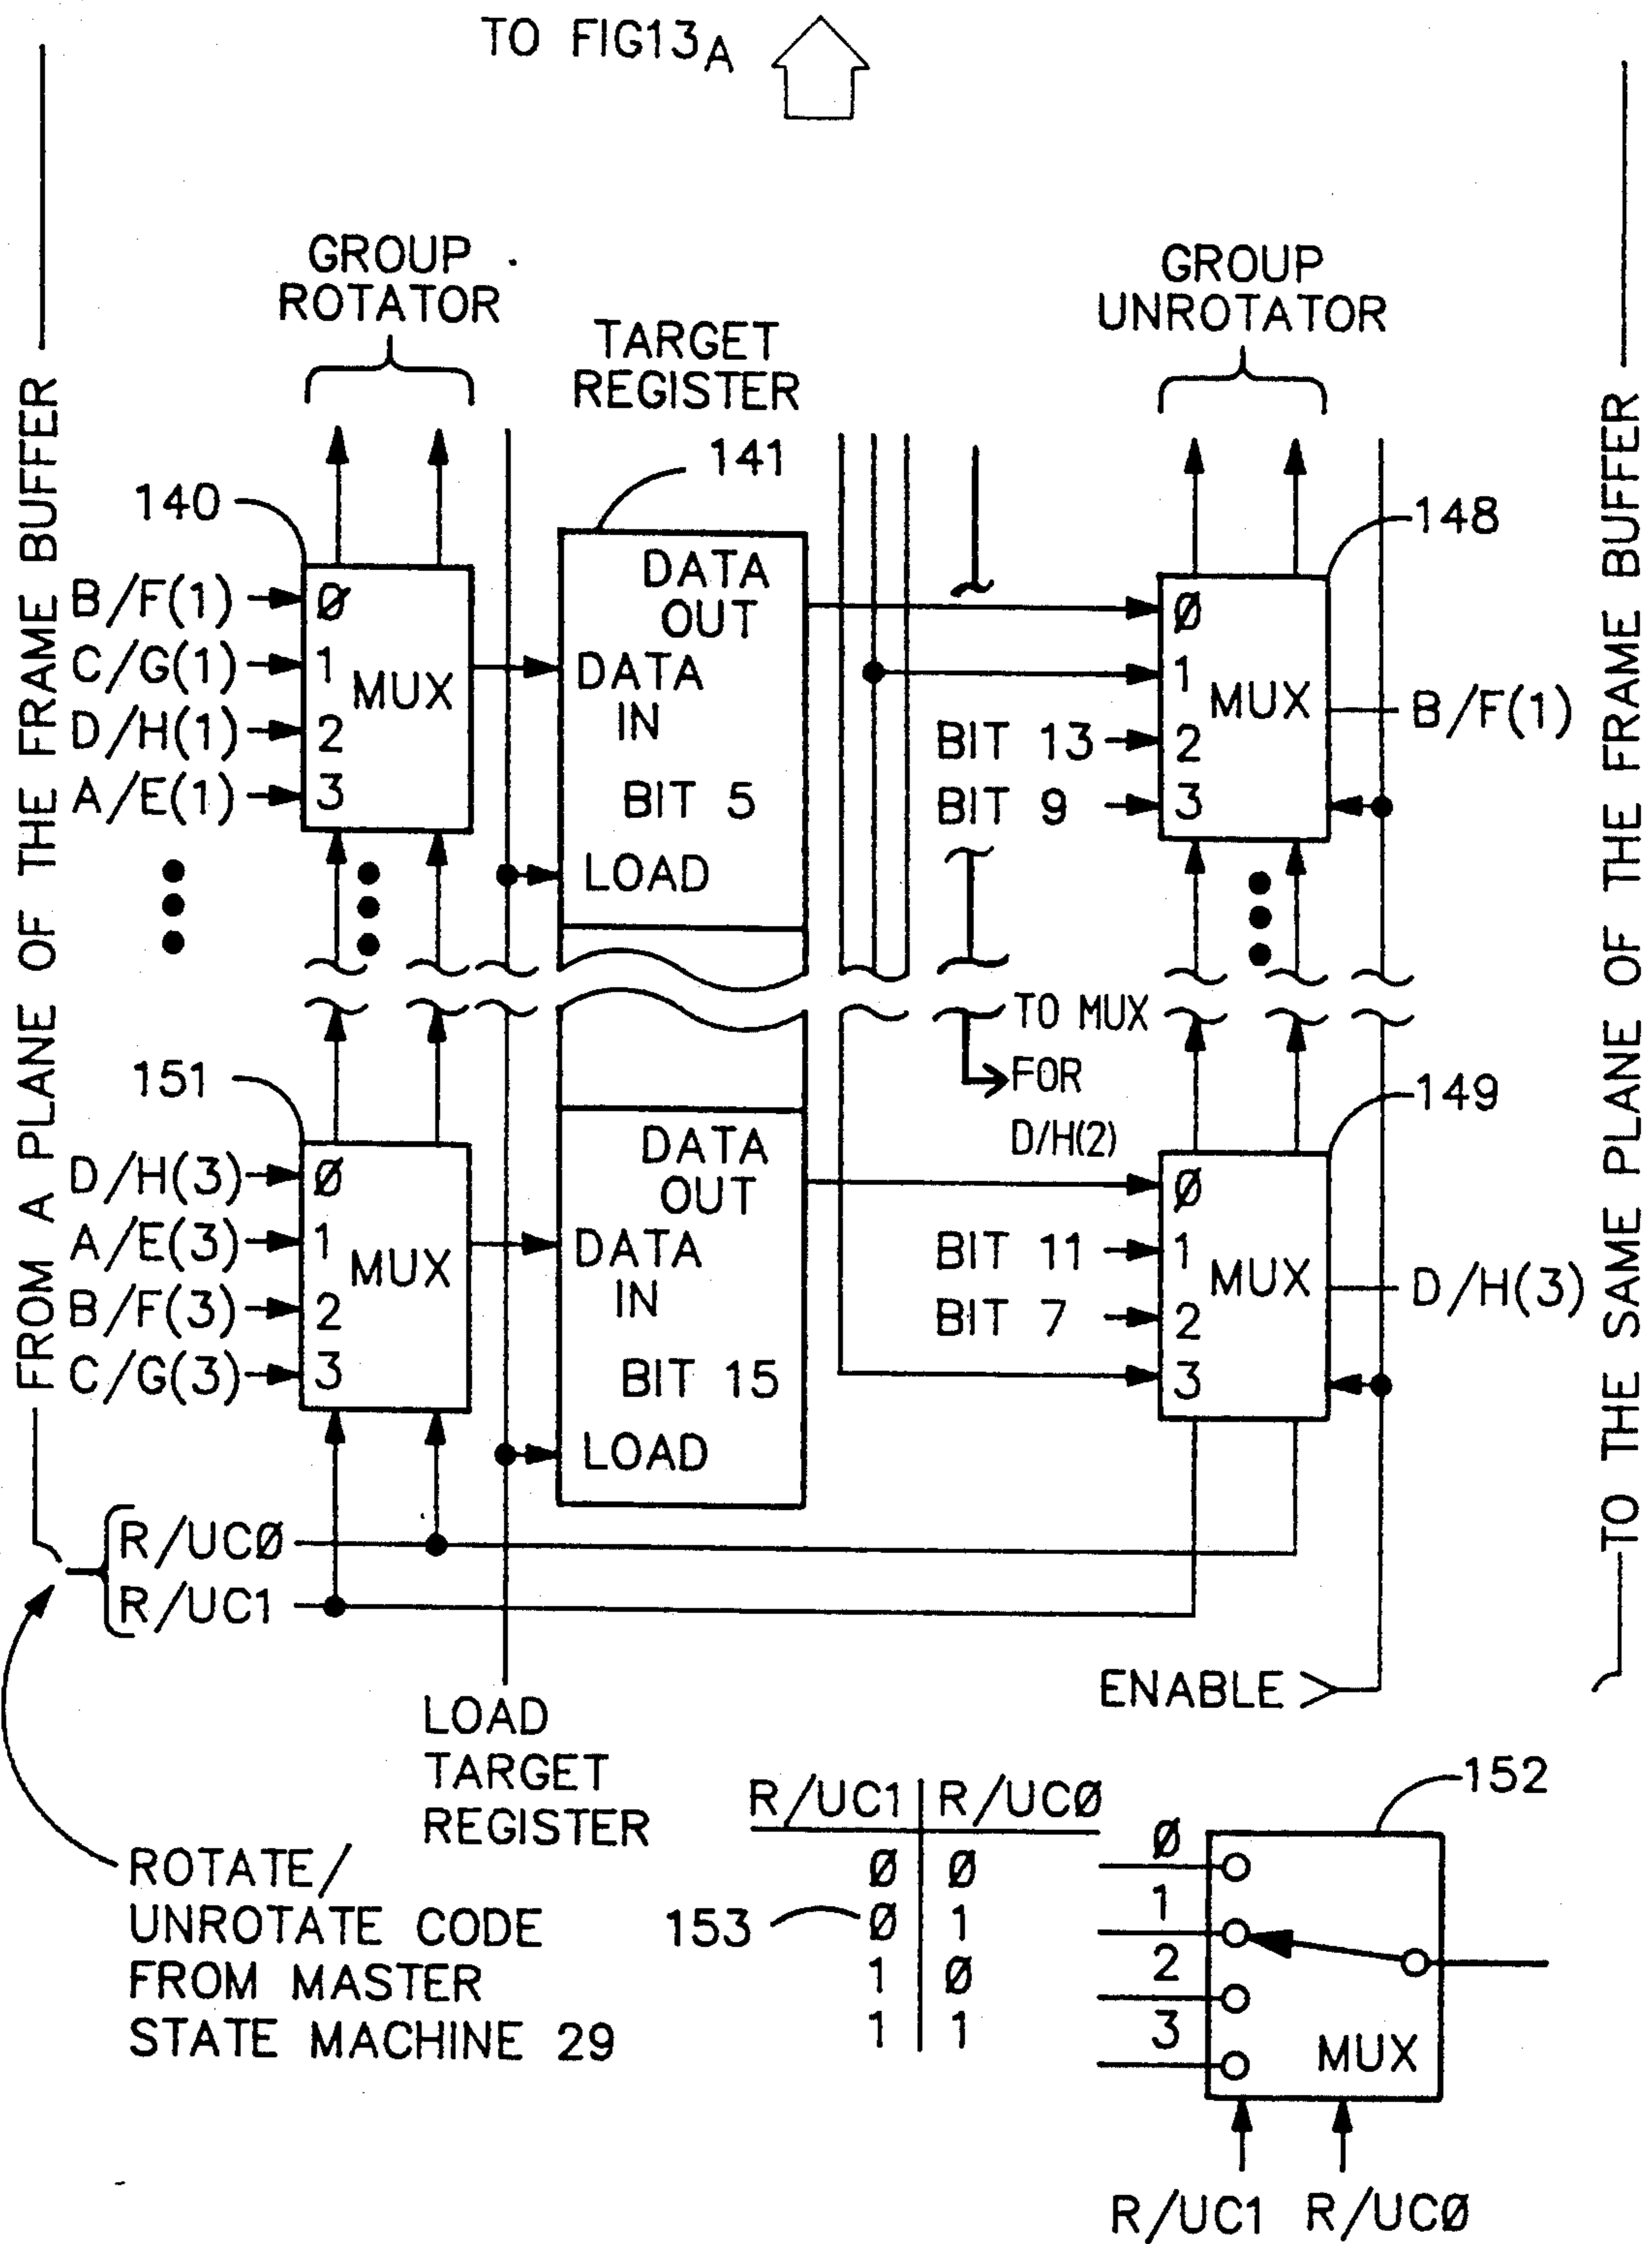 TO FIG13A
FROM A PLANE OF THE FRAME BUFFER
GROUP
ROTATOR
TARGET
REGISTER
GROUP
UNROTATOR
TO THE SAME PLANE OF THE FRAME BUFFER
140
141
148
B/F(1)
C/G(1)
D/H(1)
A/E(1)
Ø
1
2
3
MUX
DATA
OUT
DATA
IN
BIT 5
LOAD
BIT 13
BIT 9
Ø
1
2
3
MUX
B/F(1)
151
TO MUX
FOR
D/H(2)
149
D/H(3)
A/E(3)
B/F(3)
C/G(3)
Ø
1
2
3
MUX
DATA
OUT
DATA
IN
BIT 15
LOAD
BIT 11
BIT 7
Ø
1
2
3
MUX
D/H(3)
R/UCØ
R/UC1
ENABLE
LOAD
TARGET
REGISTER
ROTATE/
UNROTATE CODE
FROM MASTER
STATE MACHINE 29
R/UC1 R/UCØ
Ø Ø
153 Ø 1
1 Ø
1 1
152
Ø
1
2
3
MUX
R/UC1 R/UCØ